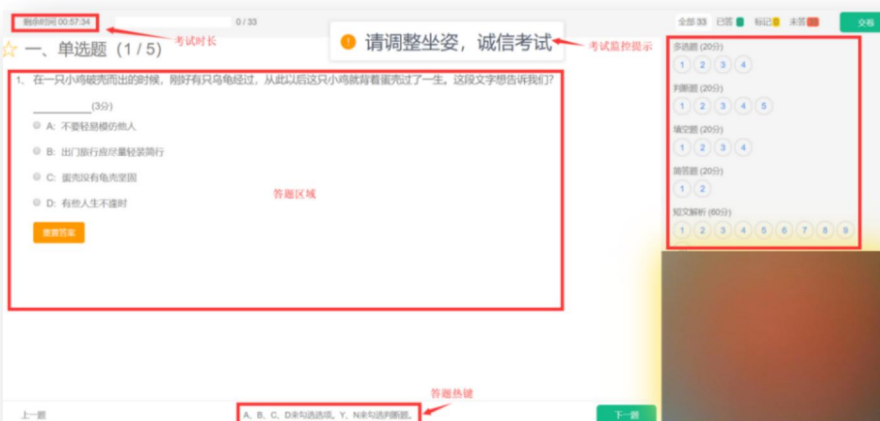 剩余时间 00:57:34
0 / 33
请调整坐姿，诚信考试
考试监控提示
全部 33 已答 标记 未答
交卷
考试时长
一、单选题（1 / 5）
1. 在一只小鸡破壳而出的时候，刚好有只乌龟经过，从此以后这只小鸡就背着蛋壳过了一生。这段文字想告诉我们？
(3分)
A: 不要轻易模仿他人
B: 出门旅行应尽量轻装简行
C: 蛋壳没有龟壳坚固
D: 有些人生不逢时
重置答案
答题区域
多选题 (20分)
1 2 3 4
判断题 (20分)
1 2 3 4 5
填空题 (20分)
1 2 3 4
简答题 (20分)
1 2
短文解析 (60分)
1 2 3 4 5 6 7 8 9
答题热键
上一题
A、B、C、D来勾选选项。Y、N来勾选判断题。
下一题